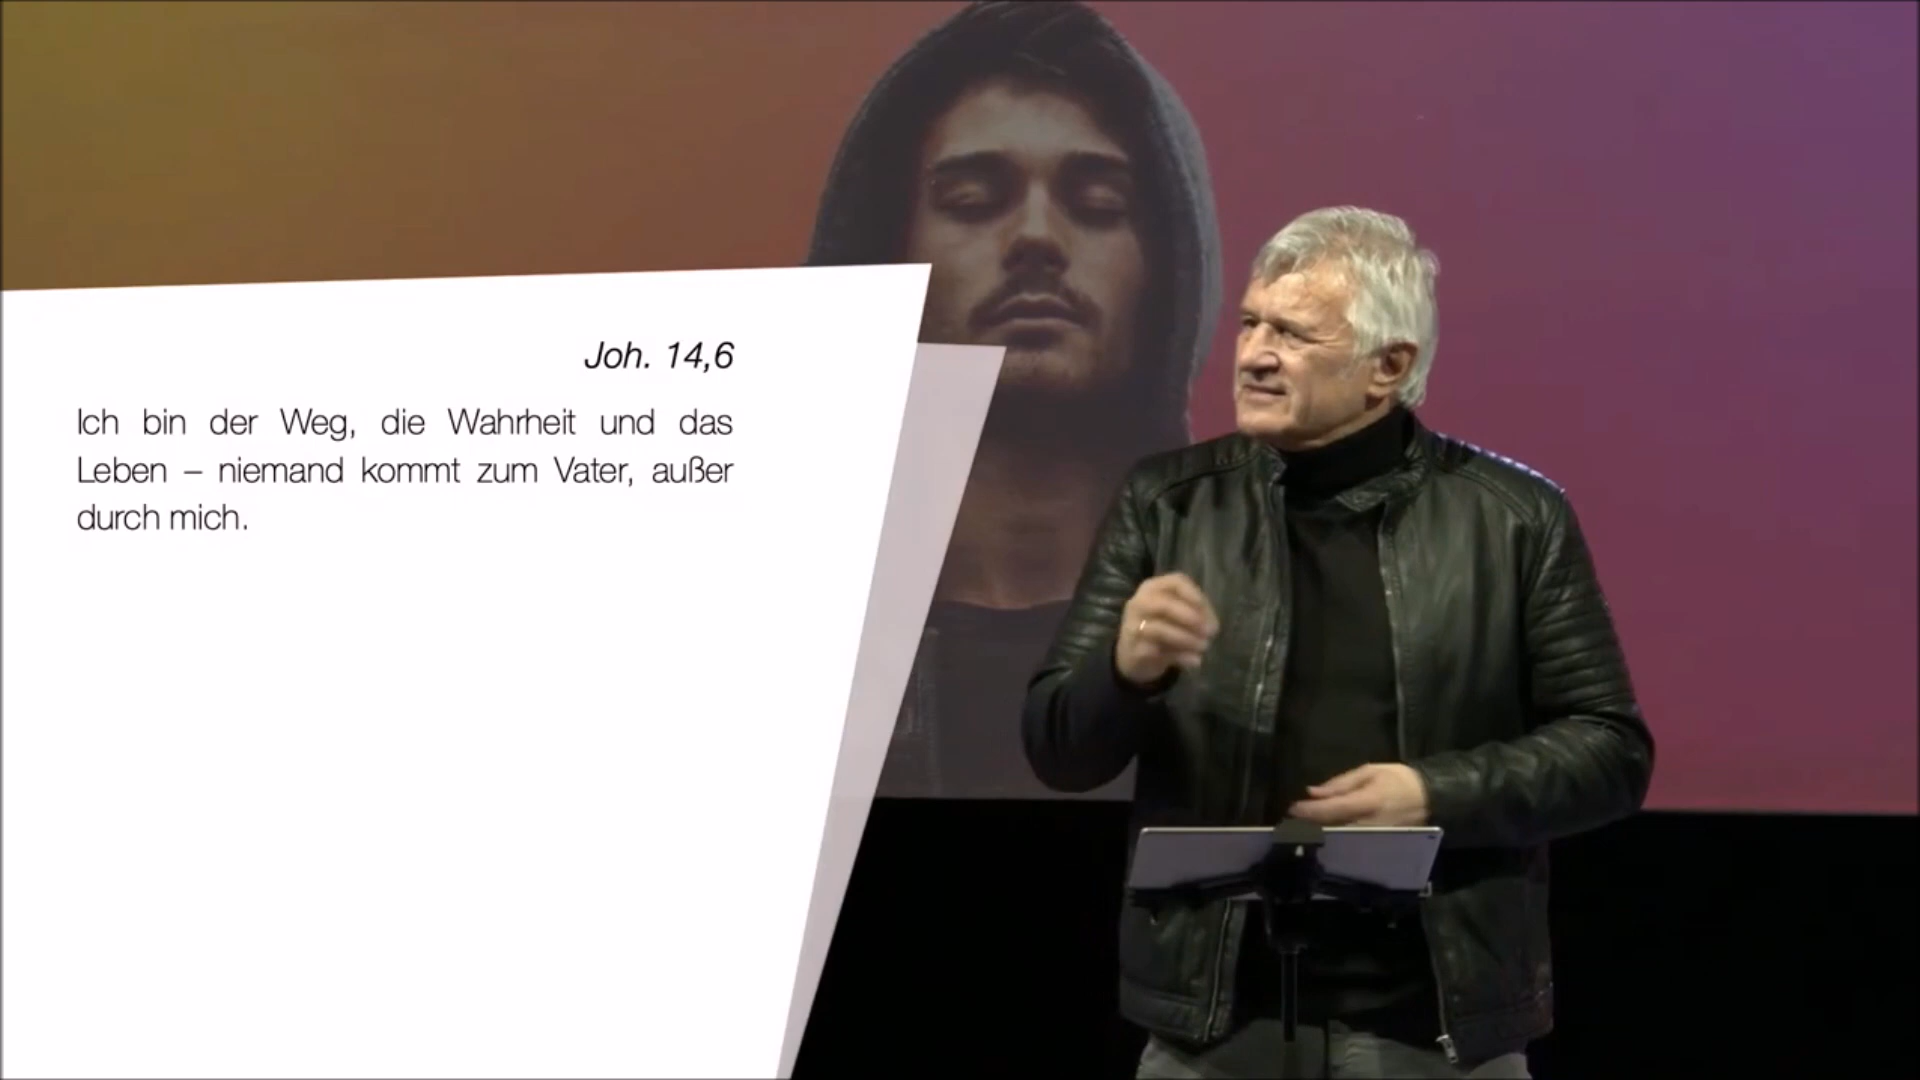 Joh. 14,6
Ich bin der Weg, die Wahrheit und das
Leben – niemand kommt zum Vater, außer
durch mich.